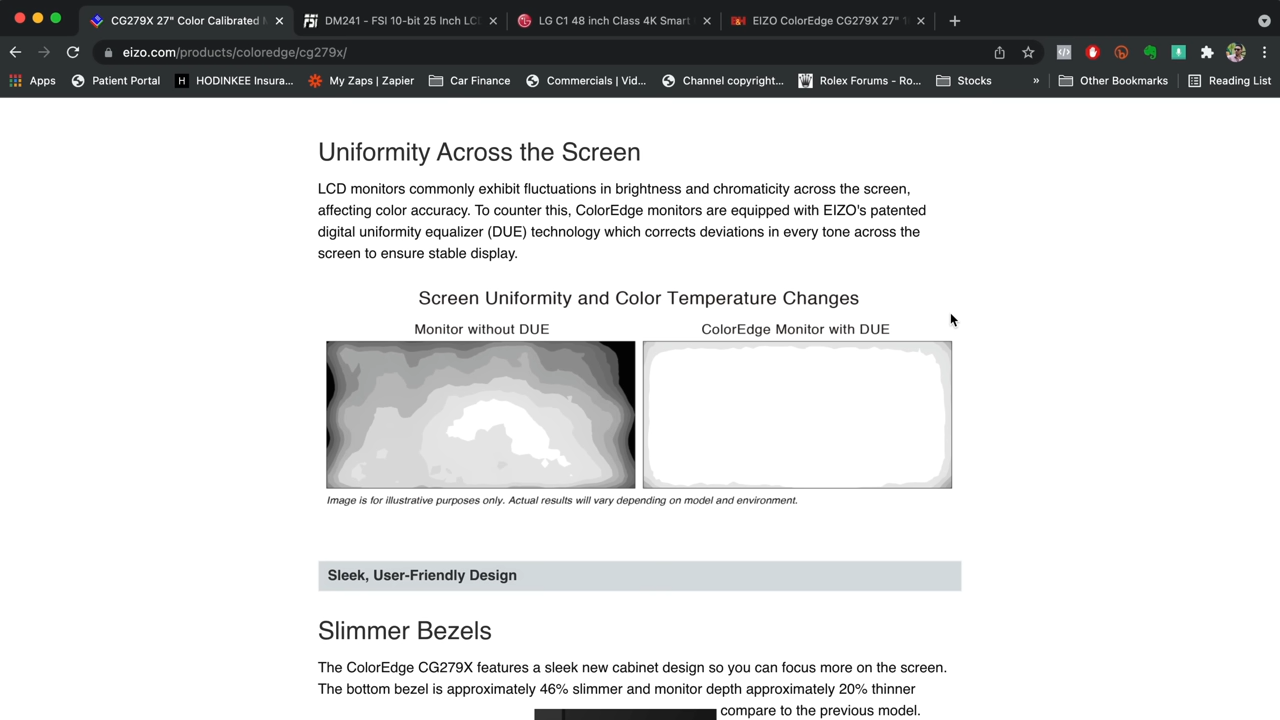 CG279X 27" Color Calibrated
DM241 - FSI 10-bit 25 Inch LC
LG C1 48 inch Class 4K Smart
EIZO ColorEdge CG279X 27"
eizo.com/products/coloredge/cg279x/
Apps
Patient Portal
HODINKEE Insura...
My Zaps | Zapier
Car Finance
Commercials | Vid...
Channel copyright...
Rolex Forums - Ro...
Stocks
»
Other Bookmarks
Reading List
Uniformity Across the Screen
LCD monitors commonly exhibit fluctuations in brightness and chromaticity across the screen,
affecting color accuracy. To counter this, ColorEdge monitors are equipped with EIZO's patented
digital uniformity equalizer (DUE) technology which corrects deviations in every tone across the
screen to ensure stable display.
Screen Uniformity and Color Temperature Changes
Monitor without DUE
ColorEdge Monitor with DUE
Image is for illustrative purposes only. Actual results will vary depending on model and environment.
Sleek, User-Friendly Design
Slimmer Bezels
The ColorEdge CG279X features a sleek new cabinet design so you can focus more on the screen.
The bottom bezel is approximately 46% slimmer and monitor depth approximately 20% thinner
compare to the previous model.